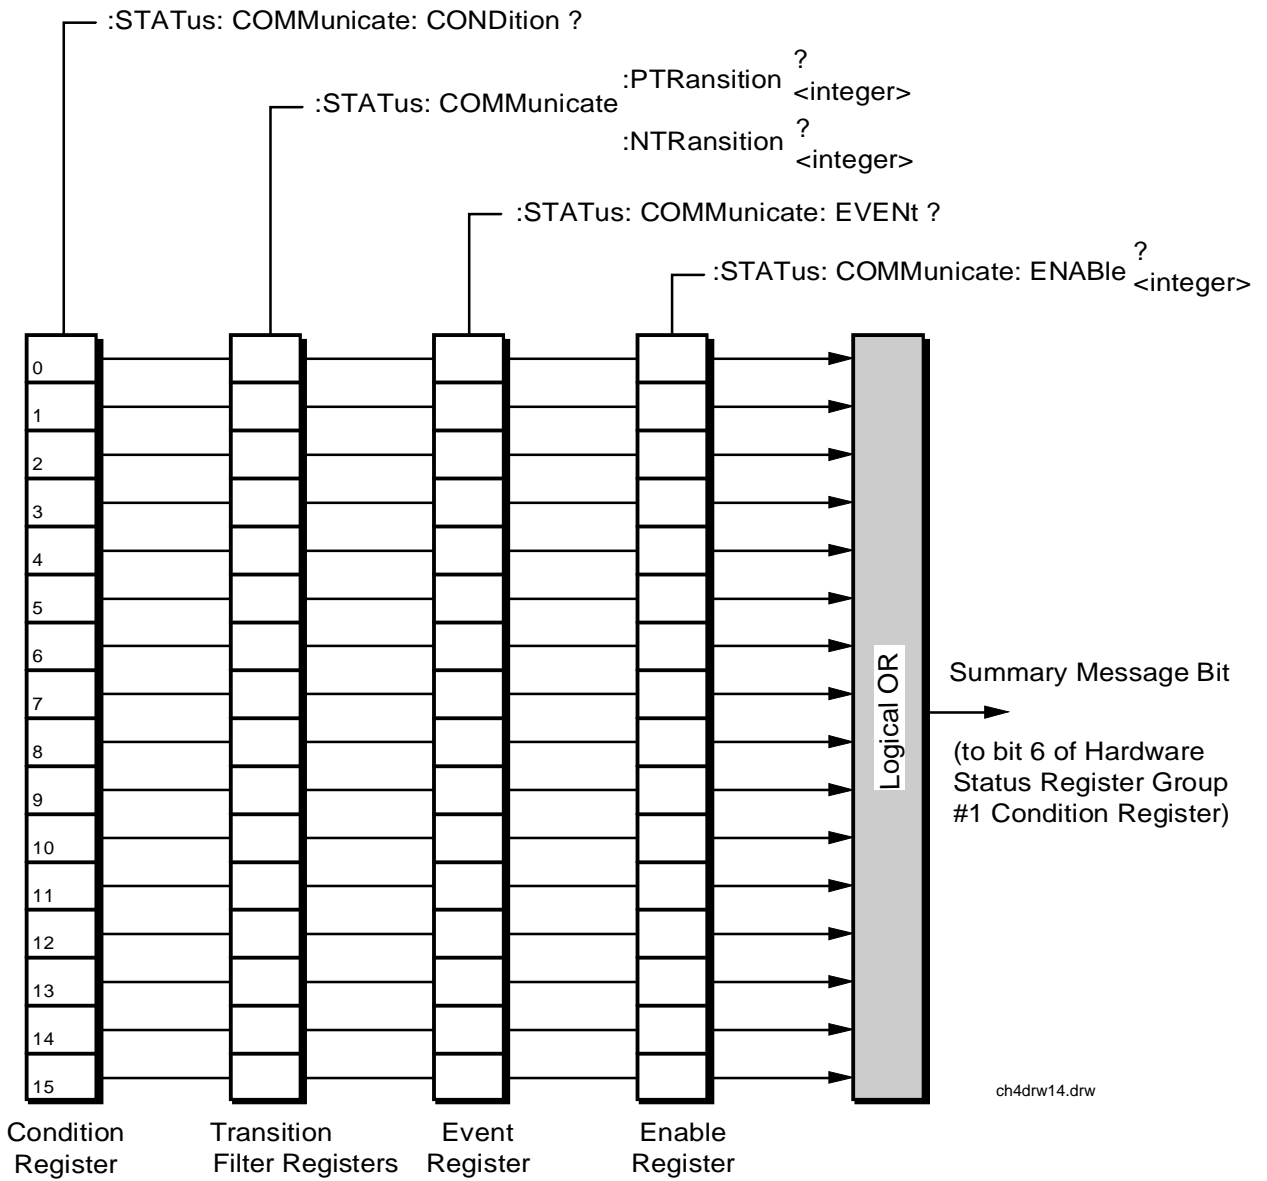 :STATus: COMMunicate: CONDition ?
:STATus: COMMunicate
:PTRansition ?
<integer>
:NTRansition ?
<integer>
:STATus: COMMunicate: EVENt ?
:STATus: COMMunicate: ENABle ?
<integer>
0
1
2
3
4
5
6
7
8
9
10
11
12
13
14
15
Logical OR
Summary Message Bit
(to bit 6 of Hardware
Status Register Group
#1 Condition Register)
ch4drw14.drw
Condition
Register
Transition
Filter Registers
Event
Register
Enable
Register